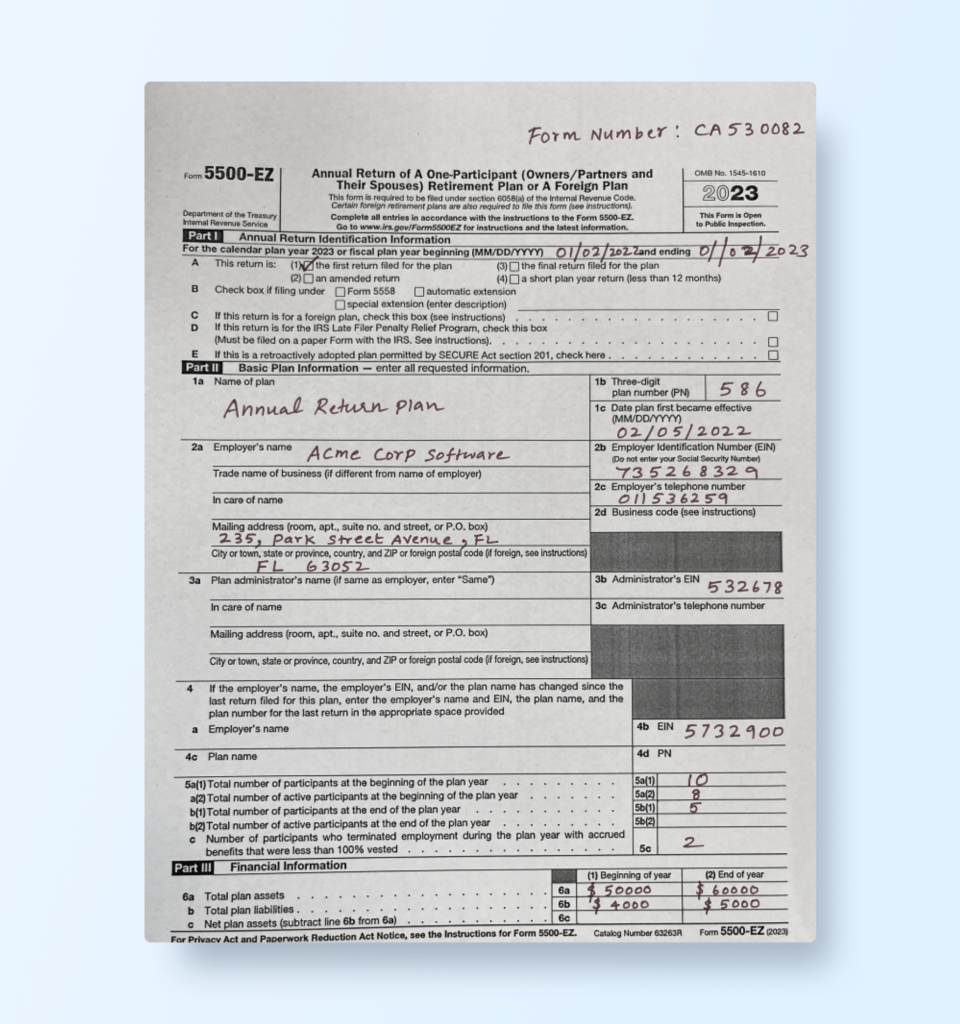 Form Number: CA530082
Form 5500-EZ
Department of the Treasury
Internal Revenue Service
Annual Return of A One-Participant (Owners/Partners and
Their Spouses) Retirement Plan or A Foreign Plan
This form is required to be filed under section 6058(a) of the Internal Revenue Code.
Certain foreign retirement plans are also required to file this form (see instructions).
Complete all entries in accordance with the instructions to the Form 5500-EZ.
Go to www.irs.gov/Form5500EZ for instructions and the latest information.
OMB No. 1545-1610
2023
This Form is Open
to Public Inspection.
Part I Annual Return Identification Information
For the calendar plan year 2023 or fiscal plan year beginning (MM/DD/YYYY) 01/02/2022 and ending 01/02/2023
A This return is: (1) the first return filed for the plan (3) the final return filed for the plan
(2) an amended return (4) a short plan year return (less than 12 months)
B Check box if filing under Form 5558 automatic extension
special extension (enter description)
C If this return is for a foreign plan, check this box (see instructions)
D If this return is for the IRS Late Filer Penalty Relief Program, check this box
(Must be filed on a paper Form with the IRS. See instructions).
E If this is a retroactively adopted plan permitted by SECURE Act section 201, check here
Part II Basic Plan Information — enter all requested information.
1a Name of plan
Annual Return Plan
1b Three-digit
plan number (PN) 586
1c Date plan first became effective
(MM/DD/YYYY)
02/05/2022
2a Employer's name Acme Corp Software
Trade name of business (if different from name of employer)
In care of name
Mailing address (room, apt., suite no. and street, or P.O. box)
235, Park Street Avenue, FL
City or town, state or province, country, and ZIP or foreign postal code (if foreign, see instructions)
FL 63052
2b Employer Identification Number (EIN)
(Do not enter your Social Security Number)
735268329
2c Employer's telephone number
011536259
2d Business code (see instructions)
3a Plan administrator's name (if same as employer, enter "Same")
In care of name
Mailing address (room, apt., suite no. and street, or P.O. box)
City or town, state or province, country, and ZIP or foreign postal code (if foreign, see instructions)
3b Administrator's EIN 532678
3c Administrator's telephone number
4 If the employer's name, the employer's EIN, and/or the plan name has changed since the
last return filed for this plan, enter the employer's name and EIN, the plan name, and the
plan number for the last return in the appropriate space provided
a Employer's name
4b EIN 5732900
4c Plan name
4d PN
5a(1) Total number of participants at the beginning of the plan year 5a(1) 10
a(2) Total number of active participants at the beginning of the plan year 5a(2) 8
b(1) Total number of participants at the end of the plan year 5b(1) 5
b(2) Total number of active participants at the end of the plan year 5b(2)
c Number of participants who terminated employment during the plan year with accrued
benefits that were less than 100% vested 5c 2
Part III Financial Information
(1) Beginning of year (2) End of year
6a Total plan assets 6a $ 50000 $ 60000
b Total plan liabilities 6b $ 4000 $ 5000
c Net plan assets (subtract line 6b from 6a) 6c
For Privacy Act and Paperwork Reduction Act Notice, see the Instructions for Form 5500-EZ. Catalog Number 63263R Form 5500-EZ (2023)